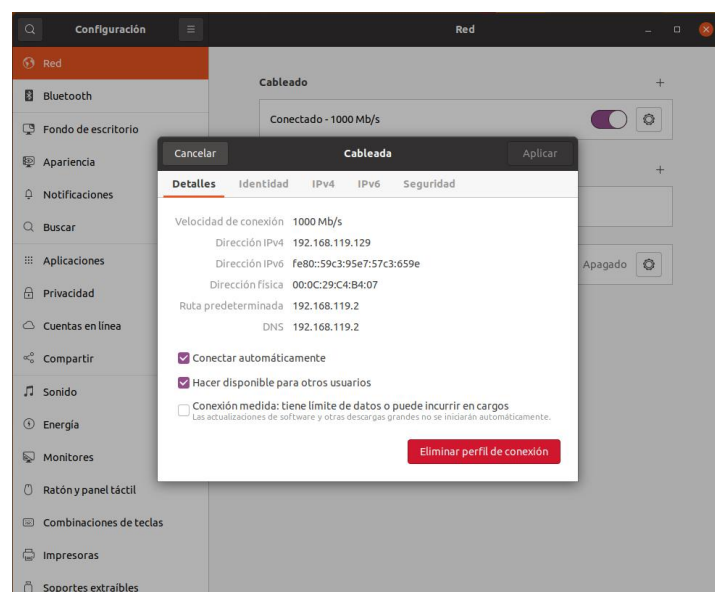 Configuración
Red
Red
Bluetooth
Fondo de escritorio
Apariencia
Notificaciones
Buscar
Aplicaciones
Privacidad
Cuentas en línea
Compartir
Sonido
Energía
Monitores
Ratón y panel táctil
Combinaciones de teclas
Impresoras
Soportes extraíbles
Cableado
Conectado - 1000 Mb/s
Apagado
Cancelar
Cableada
Aplicar
Detalles Identidad IPv4 IPv6 Seguridad
Velocidad de conexión 1000 Mb/s
Dirección IPv4 192.168.119.129
Dirección IPv6 fe80::59c3:95e7:57c3:659e
Dirección física 00:0C:29:C4:B4:07
Ruta predeterminada 192.168.119.2
DNS 192.168.119.2
Conectar automáticamente
Hacer disponible para otros usuarios
Conexión medida: tiene límite de datos o puede incurrir en cargos
Las actualizaciones de software y otras descargas grandes no se iniciarán automáticamente.
Eliminar perfil de conexión